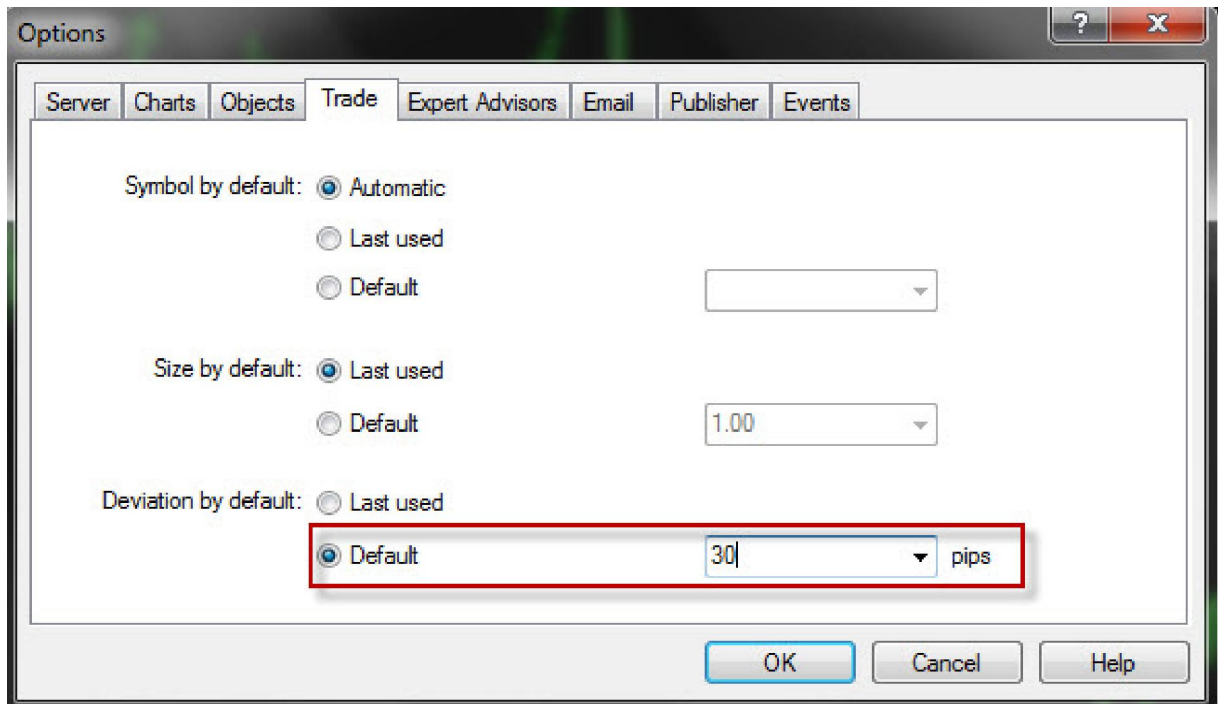 Options
?
X
Server Charts Objects Trade Expert Advisors Email Publisher Events
Symbol by default: Automatic
Last used
Default
Size by default: Last used
Default 1.00
Deviation by default: Last used
Default 30 pips
OK Cancel Help